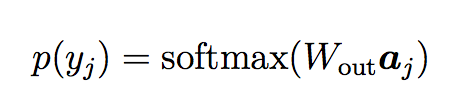 p(y_j) = softmax(W_out a_j)